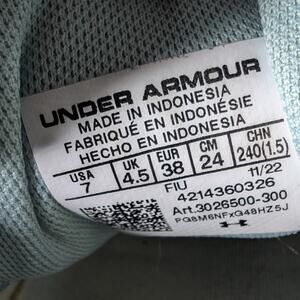 UNDER ARMOUR
MADE IN INDONESIA
FABRIQUÉ EN INDONÉSIE
HECHO EN INDONESIA
USA UK EUR CM CHN
7 4.5 38 24 240(1.5)
FIU 11/22
4214360326
Art.3026500-300
PG8M6NFxG48HZ5J